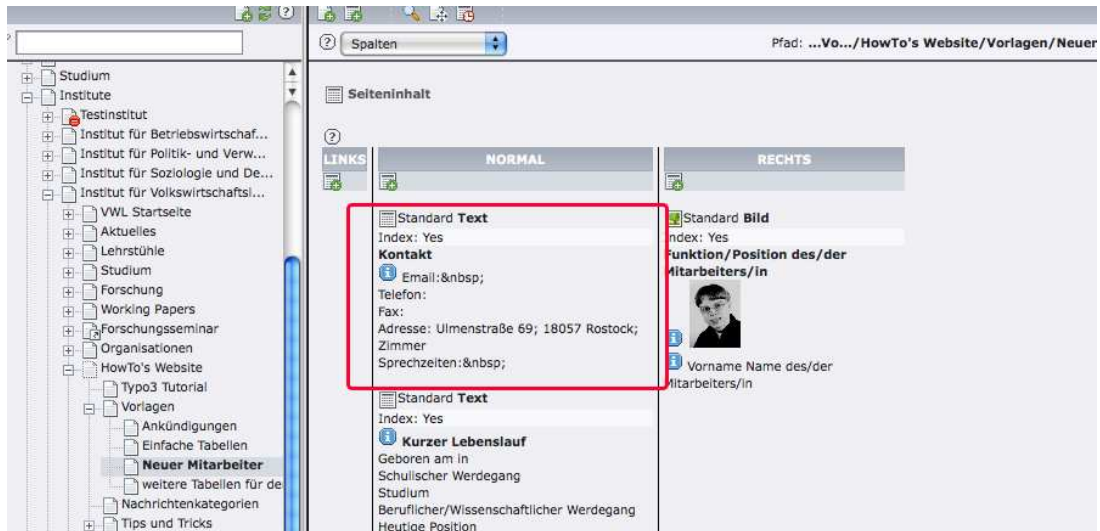 Spalten
Pfad: ...Vo.../HowTo's Website/Vorlagen/Neuer
Studium
Institute
Testinstitut
Institut für Betriebswirtschaf...
Institut für Politik- und Verw...
Institut für Soziologie und De...
Institut für Volkswirtschaftsl...
VWL Startseite
Aktuelles
Lehrstühle
Studium
Forschung
Working Papers
Forschungsseminar
Organisationen
HowTo's Website
Typo3 Tutorial
Vorlagen
Ankündigungen
Einfache Tabellen
Neuer Mitarbeiter
weitere Tabellen für de
Nachrichtenkategorien
Tips und Tricks
Seiteninhalt
LINKS
NORMAL
Standard Text
Index: Yes
Kontakt
Email:&nbsp;
Telefon:
Fax:
Adresse: Ulmenstraße 69; 18057 Rostock;
Zimmer
Sprechzeiten:&nbsp;
Standard Text
Index: Yes
Kurzer Lebenslauf
Geboren am in
Schulischer Werdegang
Studium
Beruflicher/Wissenschaftlicher Werdegang
Heutige Position
RECHTS
Standard Bild
Index: Yes
Funktion/Position des/der
Mitarbeiters/in
Vorname Name des/der
Mitarbeiters/in